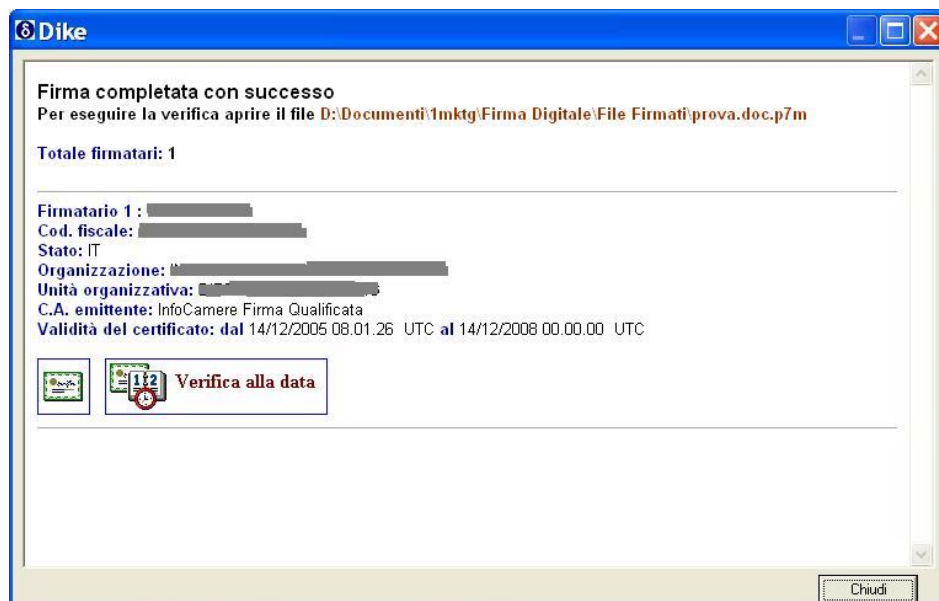 Dike
Firma completata con successo
Per eseguire la verifica aprire il file D:\Documenti\1mktg\Firma Digitale\File Firmati\prova.doc.p7m
Totale firmatari: 1
Firmatario 1 :
Cod. fiscale:
Stato: IT
Organizzazione:
Unità organizzativa:
C.A. emittente: InfoCamere Firma Qualificata
Validità del certificato: dal 14/12/2005 08.01.26 UTC al 14/12/2008 00.00.00 UTC
Verifica alla data
Chiudi